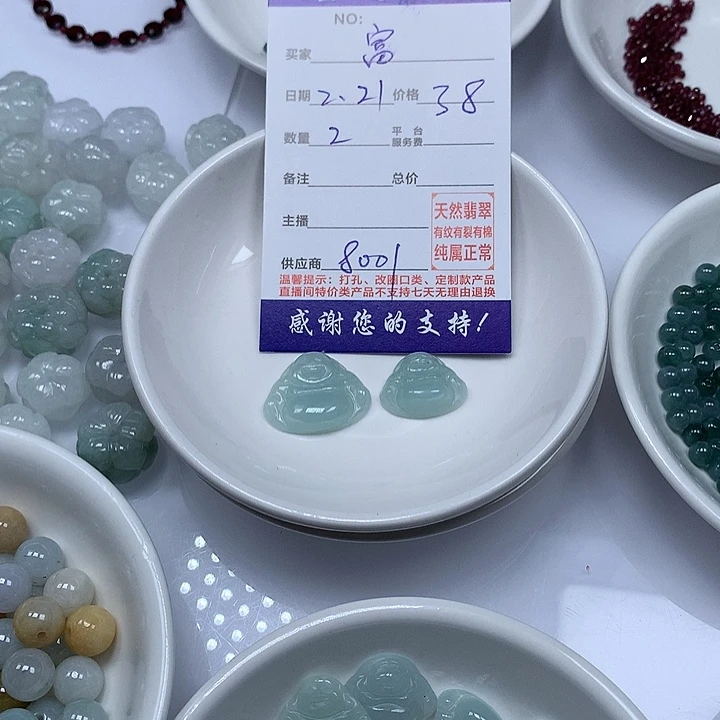 NO:
买家 富
日期 2.21 价格 38
数量 2 平台服务费
备注 总价
主播
天然翡翠
有纹有裂有棉
纯属正常
供应商 8001
温馨提示：打孔、改圈口类、定制款产品
直播间特价类产品不支持七天无理由退换
感谢您的支持！